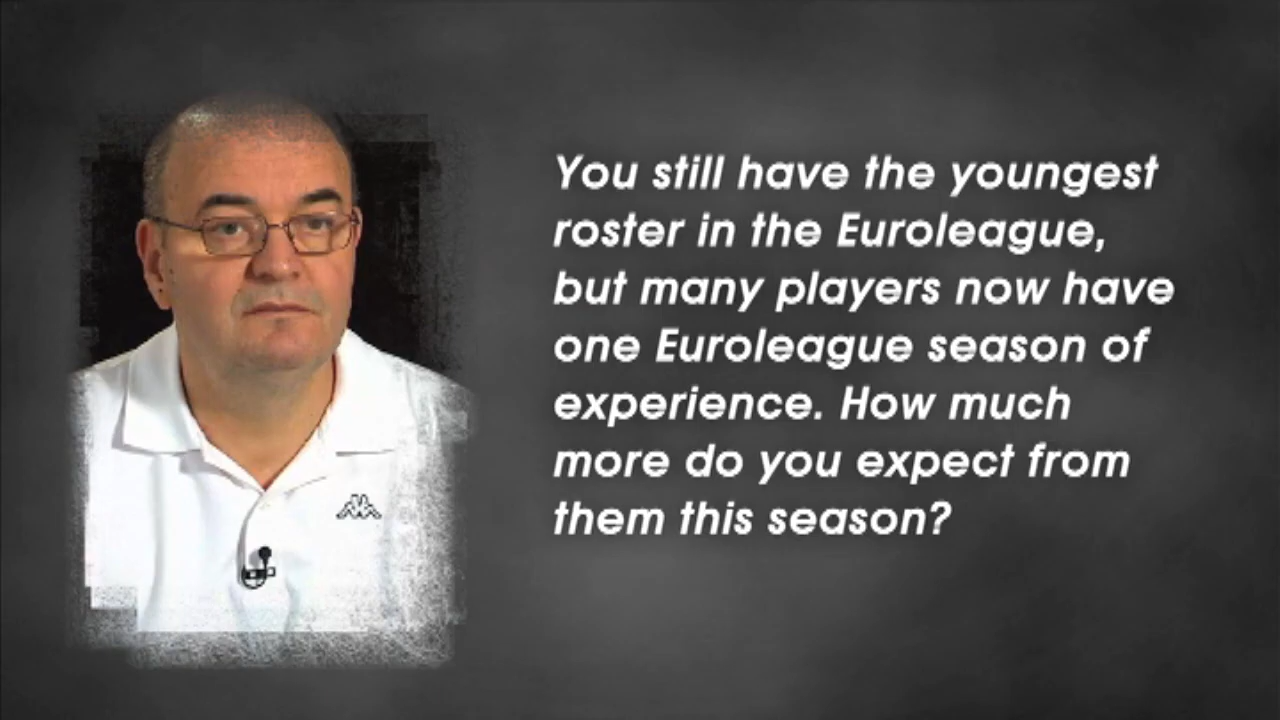 You still have the youngest
roster in the Euroleague,
but many players now have
one Euroleague season of
experience. How much
more do you expect from
them this season?